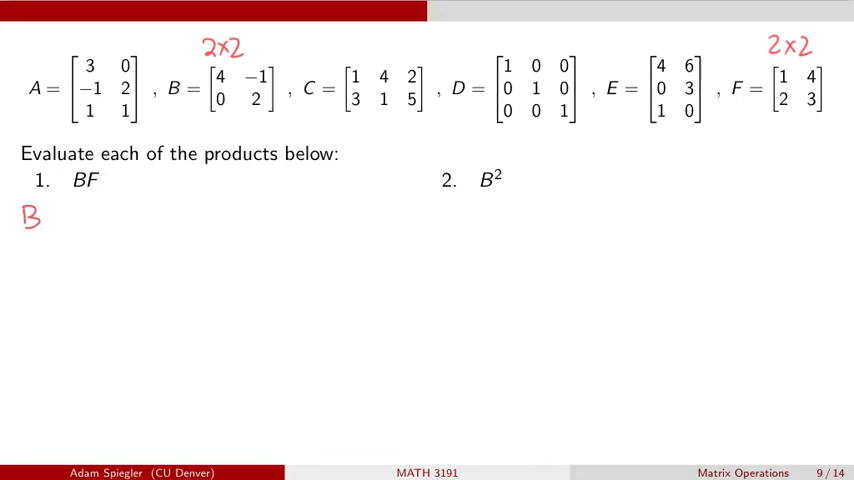 2×2 2×2
A = [3 0; -1 2; 1 1] , B = [4 -1; 0 2] , C = [1 4 2; 3 1 5] , D = [1 0 0; 0 1 0; 0 0 1] , E = [4 6; 0 3; 1 0] , F = [1 4; 2 3]
Evaluate each of the products below:
1. BF 2. B²
B
Adam Spiegler (CU Denver) MATH 3191 Matrix Operations 9 / 14